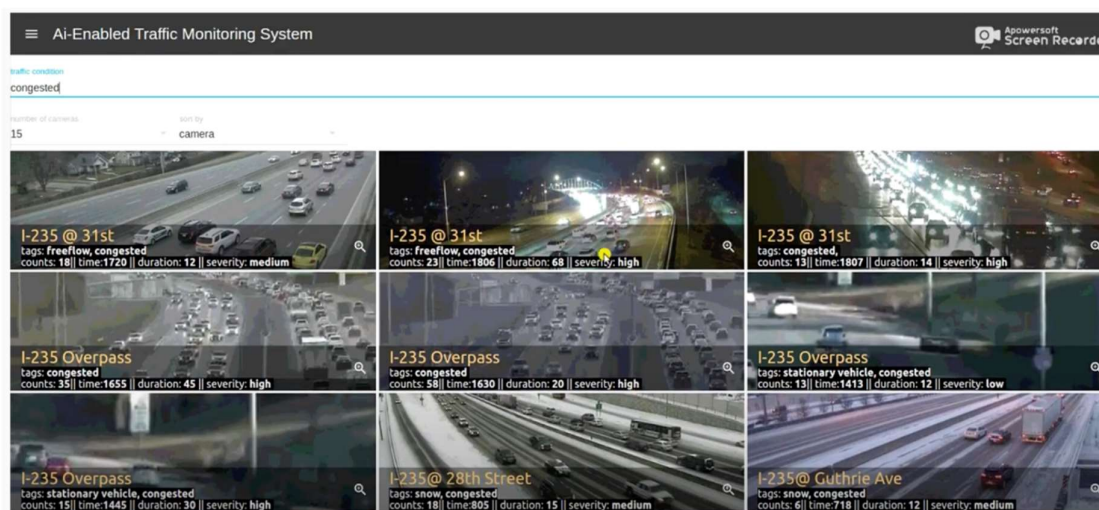 Ai-Enabled Traffic Monitoring System
Apowersoft
Screen Recorde
traffic condition
congested
number of cameras
sort by
15
camera
I-235 @ 31st
tags: freeflow, congested
counts: 18|| time:1720 || duration: 12 || severity: medium
I-235 @ 31st
tags: freeflow, congested
counts: 23|| time:1806 || duration: 68 || severity: high
I-235 @ 31st
tags: congested,
counts: 13|| time:1807 || duration: 14 || severity: high
I-235 Overpass
tags: congested
counts: 35|| time:1655 || duration: 45 || severity: high
I-235 Overpass
tags: congested
counts: 58|| time:1630 || duration: 20 || severity: high
I-235 Overpass
tags: stationary vehicle, congested
counts: 13|| time:1413 || duration: 12 || severity: low
I-235 Overpass
tags: stationary vehicle, congested
counts: 15|| time:1445 || duration: 30 || severity: high
I-235@ 28th Street
tags: snow, congested
counts: 18|| time:805 || duration: 15 || severity: medium
I-235@ Guthrie Ave
tags: snow, congested
counts: 6|| time:718 || duration: 12 || severity: medium